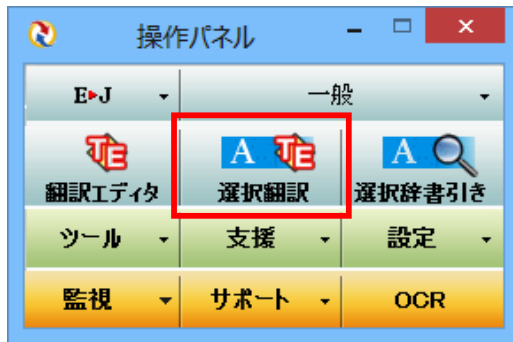 操作パネル
E▶J 一般
A TE A
翻訳エディタ 選択翻訳 選択辞書引き
ツール 支援 設定
監視 サポート OCR